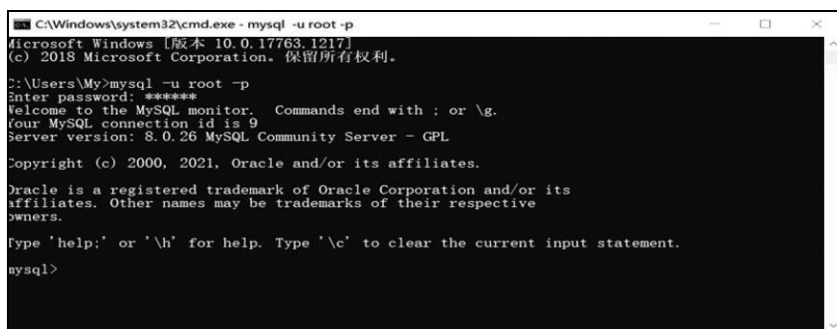 C:\Windows\system32\cmd.exe - mysql -u root -p
Microsoft Windows [版本 10.0.17763.1217]
(c) 2018 Microsoft Corporation。保留所有权利。
C:\Users\My>mysql -u root -p
Enter password: ******
Welcome to the MySQL monitor.  Commands end with ; or \g.
Your MySQL connection id is 9
Server version: 8.0.26 MySQL Community Server - GPL
Copyright (c) 2000, 2021, Oracle and/or its affiliates.
Oracle is a registered trademark of Oracle Corporation and/or its
affiliates. Other names may be trademarks of their respective
owners.
Type 'help;' or '\h' for help. Type '\c' to clear the current input statement.
mysql>